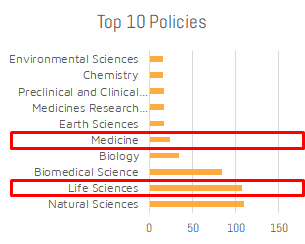 Top 10 Policies
Environmental Sciences
Chemistry
Preclinical and Clinical...
Medicines Research...
Earth Sciences
Medicine
Biology
Biomedical Science
Life Sciences
Natural Sciences
0 50 100 150